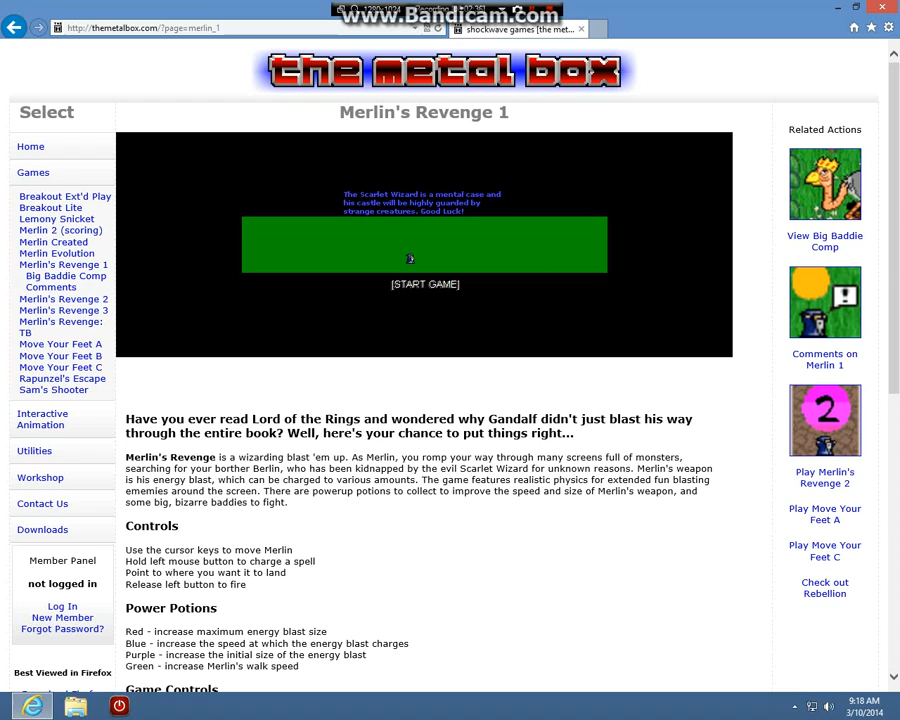 www.Bandicam.com
1280x1024
http://themetalbox.com/?page=merlin_1
shockwave games [the met...
the metal box
Select
Home
Games
Breakout Ext'd Play
Breakout Lite
Lemony Snicket
Merlin 2 (scoring)
Merlin Created
Merlin Evolution
Merlin's Revenge 1
Big Baddie Comp
Comments
Merlin's Revenge 2
Merlin's Revenge 3
Merlin's Revenge:
TB
Move Your Feet A
Move Your Feet B
Move Your Feet C
Rapunzel's Escape
Sam's Shooter
Interactive
Animation
Utilities
Workshop
Contact Us
Downloads
Member Panel
not logged in
Log In
New Member
Forgot Password?
Best Viewed in Firefox
Merlin's Revenge 1
The Scarlet Wizard is a mental case and
his castle will be highly guarded by
strange creatures. Good Luck!
[START GAME]
Have you ever read Lord of the Rings and wondered why Gandalf didn't just blast his way
through the entire book? Well, here's your chance to put things right...
Merlin's Revenge is a wizarding blast 'em up. As Merlin, you romp your way through many screens full of monsters,
searching for your borther Berlin, who has been kidnapped by the evil Scarlet Wizard for unknown reasons. Merlin's weapon
is his energy blast, which can be charged to various amounts. The game features realistic physics for extended fun blasting
ememies around the screen. There are powerup potions to collect to improve the speed and size of Merlin's weapon, and
some big, bizarre baddies to fight.
Controls
Use the cursor keys to move Merlin
Hold left mouse button to charge a spell
Point to where you want it to land
Release left button to fire
Power Potions
Red - increase maximum energy blast size
Blue - increase the speed at which the energy blast charges
Purple - increase the initial size of the energy blast
Green - increase Merlin's walk speed
Game Controls
Related Actions
View Big Baddie
Comp
!
Comments on
Merlin 1
2
Play Merlin's
Revenge 2
Play Move Your
Feet A
Play Move Your
Feet C
Check out
Rebellion
9:18 AM
3/10/2014